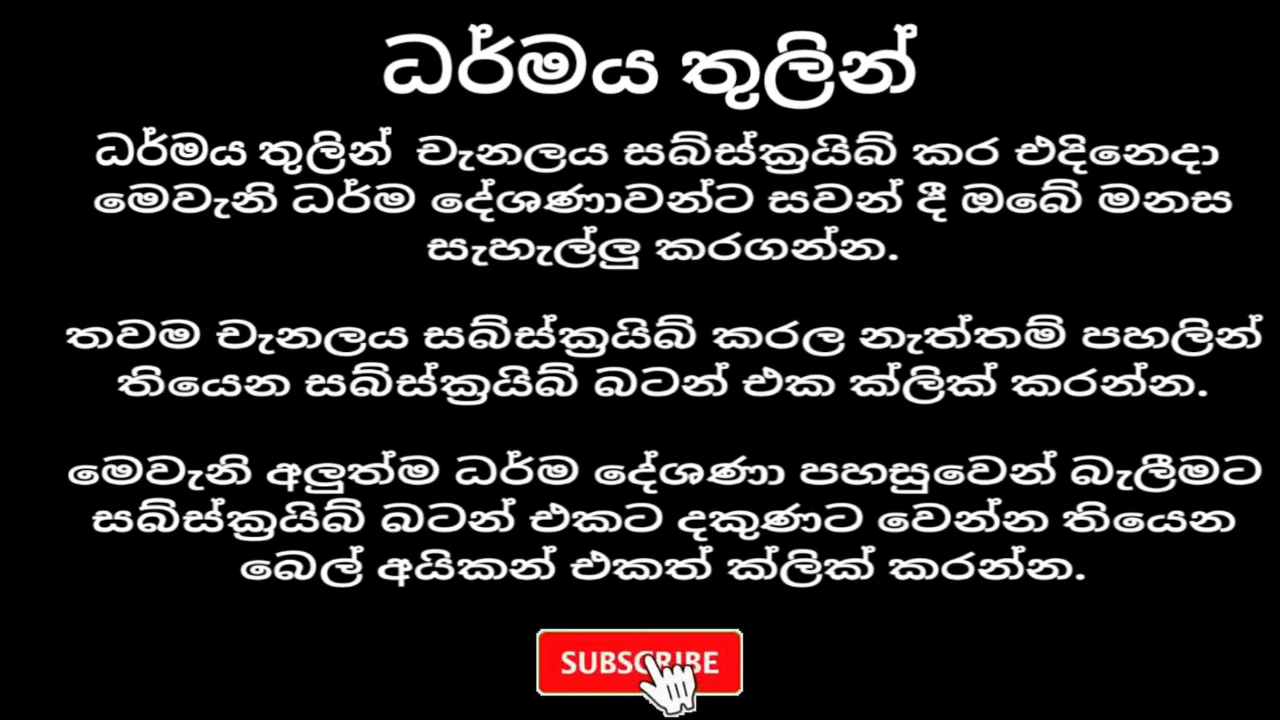 ධර්මය තුලින්
ධර්මය තුලින් චැනලය සබ්ස්ක්‍රයිබ් කර එදිනෙදා
මෙවැනි ධර්ම දේශණාවන්ට සවන් දී ඔබේ මනස
සැහැල්ලු කරගන්න.
තවම චැනලය සබ්ස්ක්‍රයිබ් කරල නැත්තම් පහලින්
තියෙන සබ්ස්ක්‍රයිබ් බටන් එක ක්ලික් කරන්න.
මෙවැනි අලුත්ම ධර්ම දේශණා පහසුවෙන් බැලීමට
සබ්ස්ක්‍රයිබ් බටන් එකට දකුණට වෙන්න තියෙන
බෙල් අයිකන් එකත් ක්ලික් කරන්න.
SUBSCRIBE